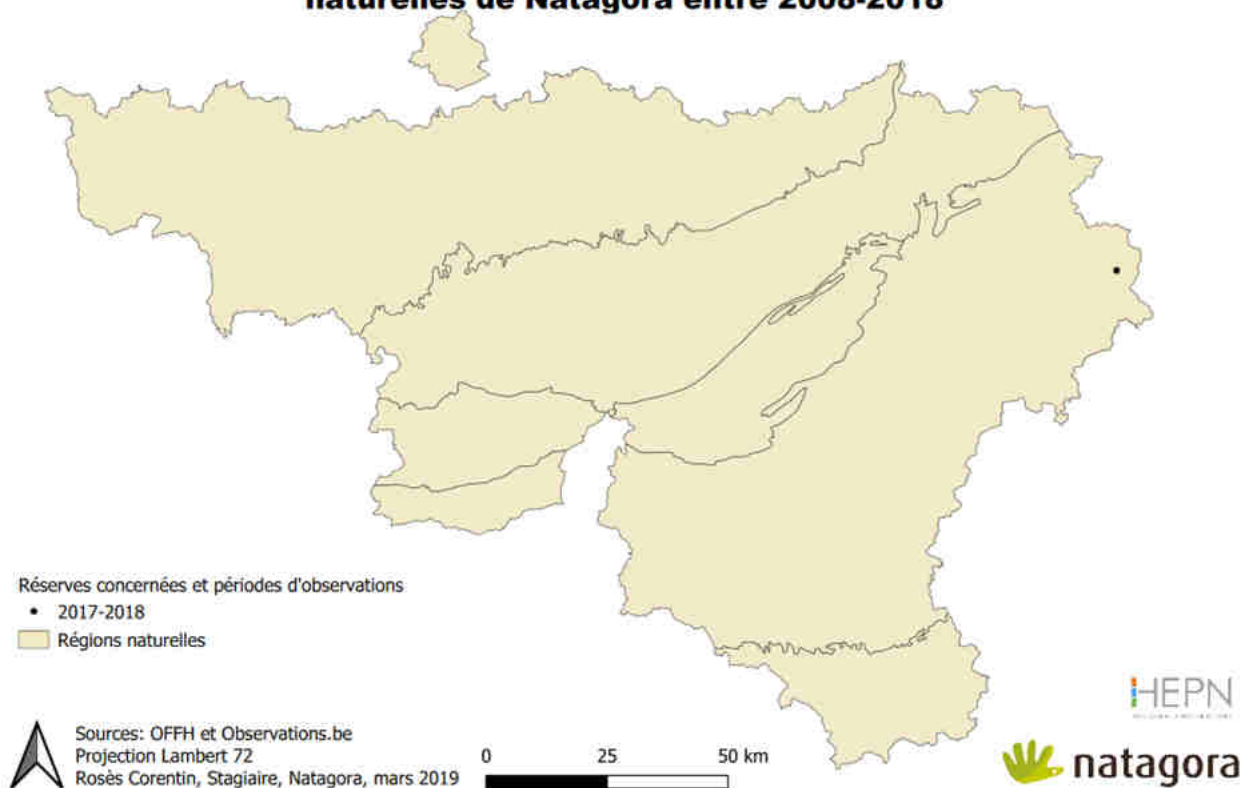 naturelles de Natagora entre 2008-2018
Réserves concernées et périodes d'observations
2017-2018
Régions naturelles
Sources: OFFH et Observations.be
Projection Lambert 72
Rosès Corentin, Stagiaire, Natagora, mars 2019
0 25 50 km
HEPN
natagora